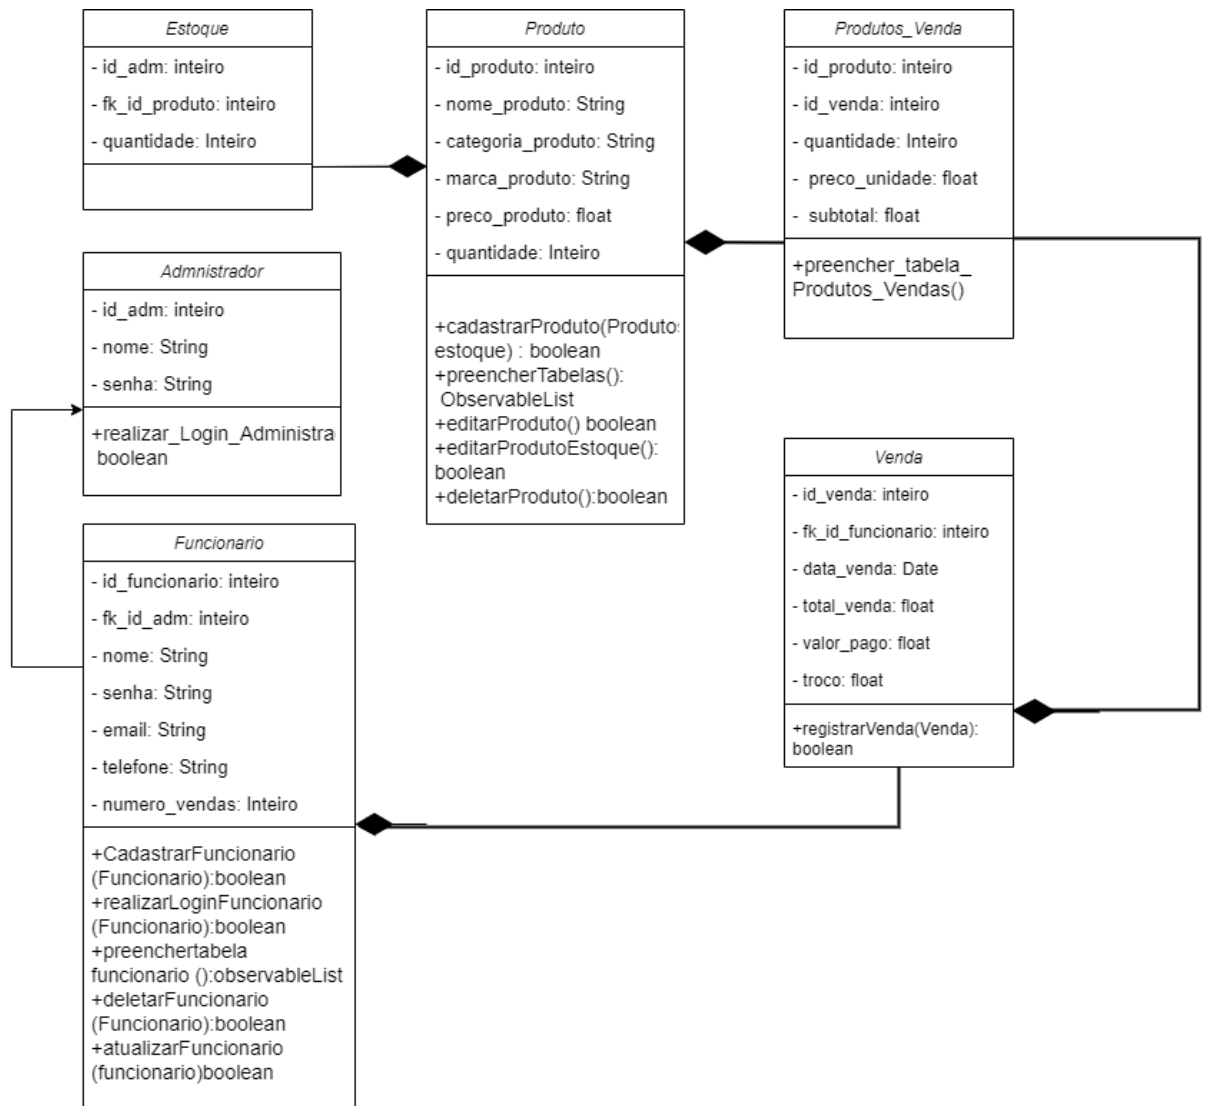 Estoque
- id_adm: inteiro
- fk_id_produto: inteiro
- quantidade: Inteiro
Produto
- id_produto: inteiro
- nome_produto: String
- categoria_produto: String
- marca_produto: String
- preco_produto: float
- quantidade: Inteiro
+cadastrarProduto(Produto
estoque) : boolean
+preencherTabelas():
ObservableList
+editarProduto() boolean
+editarProdutoEstoque():
boolean
+deletarProduto():boolean
Produtos_Venda
- id_produto: inteiro
- id_venda: inteiro
- quantidade: Inteiro
- preco_unidade: float
- subtotal: float
+preencher_tabela_
Produtos_Vendas()
Admnistrador
- id_adm: inteiro
- nome: String
- senha: String
+realizar_Login_Administra
boolean
Venda
- id_venda: inteiro
- fk_id_funcionario: inteiro
- data_venda: Date
- total_venda: float
- valor_pago: float
- troco: float
+registrarVenda(Venda):
boolean
Funcionario
- id_funcionario: inteiro
- fk_id_adm: inteiro
- nome: String
- senha: String
- email: String
- telefone: String
- numero_vendas: Inteiro
+CadastrarFuncionario
(Funcionario):boolean
+realizarLoginFuncionario
(Funcionario):boolean
+preenchertabela
funcionario ():observableList
+deletarFuncionario
(Funcionario):boolean
+atualizarFuncionario
(funcionario)boolean